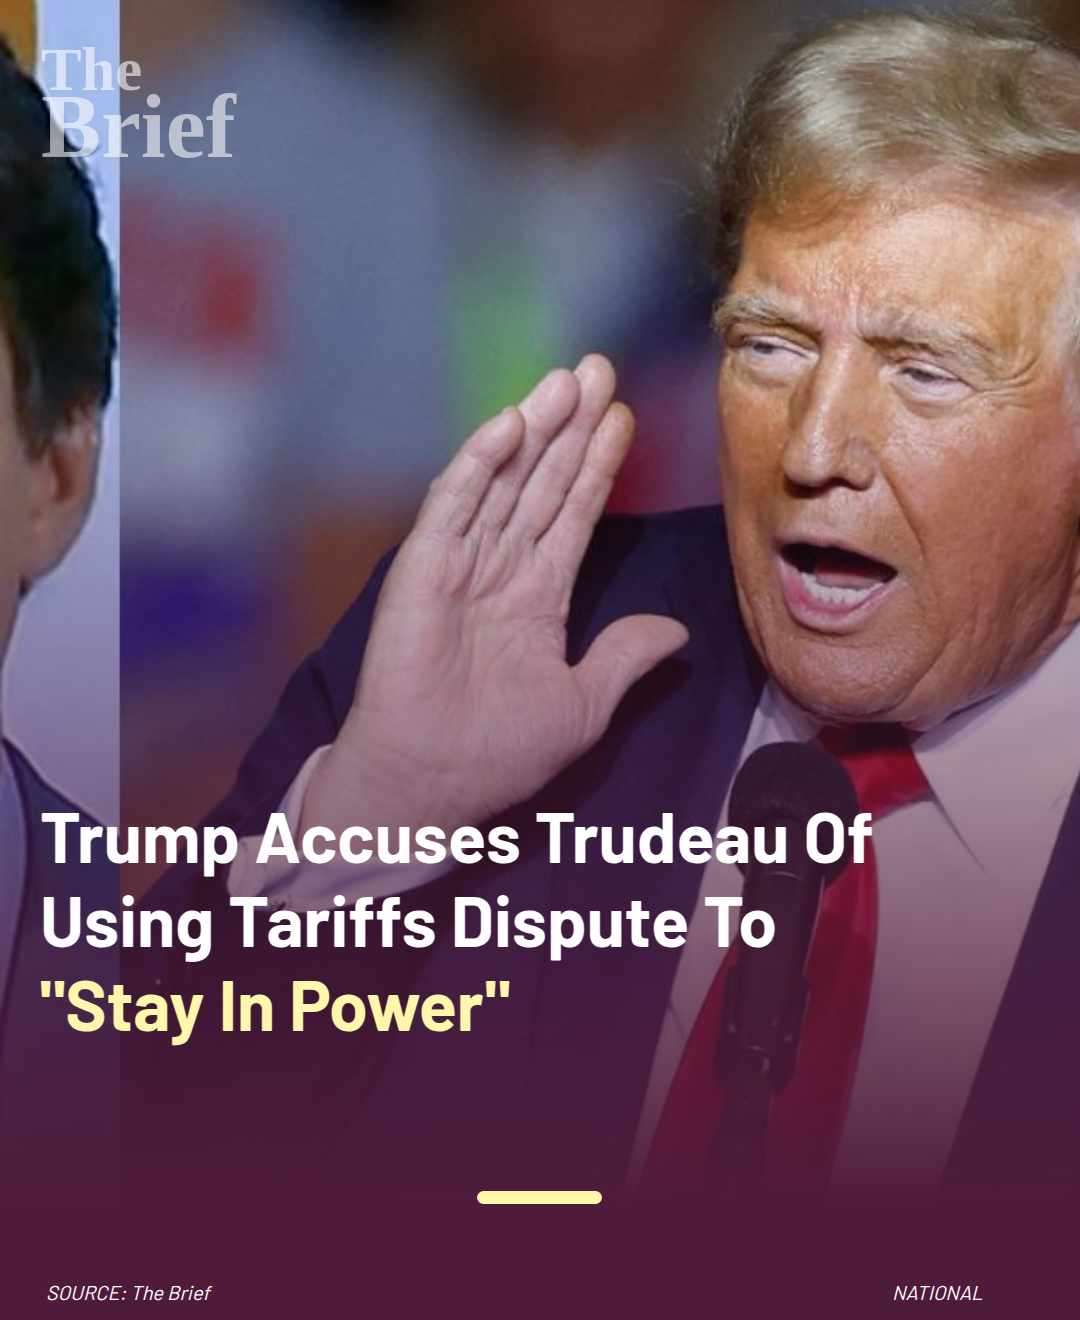 The
Brief
Trump Accuses Trudeau Of
Using Tariffs Dispute To
"Stay In Power"
SOURCE: The Brief
NATIONAL